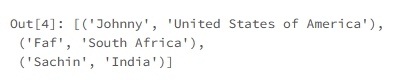 Out[4]: [('Johnny', 'United States of America'),
('Faf', 'South Africa'),
('Sachin', 'India')]